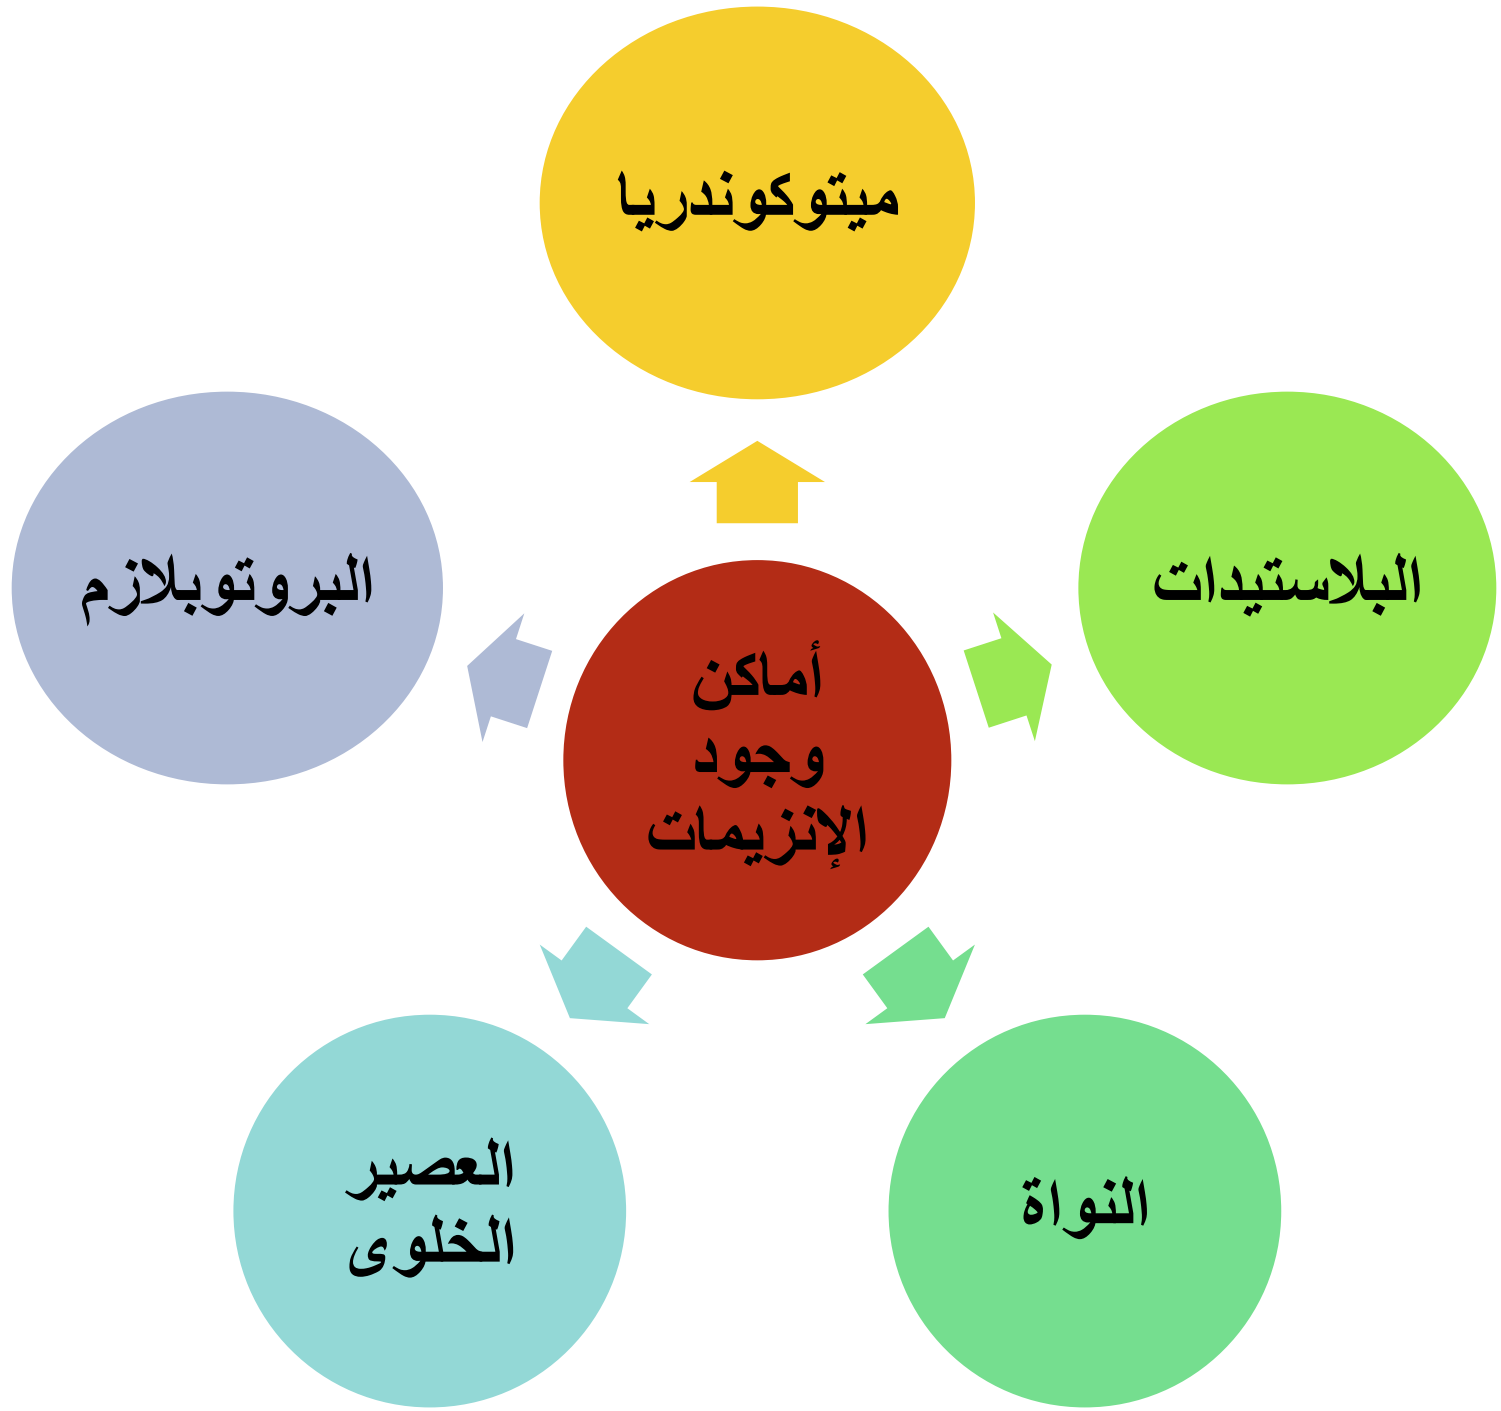 ميتوكوندريا
البلاستيدات
البروتوبلازم
أماكن
وجود
الإنزيمات
النواة
العصير
الخلوى